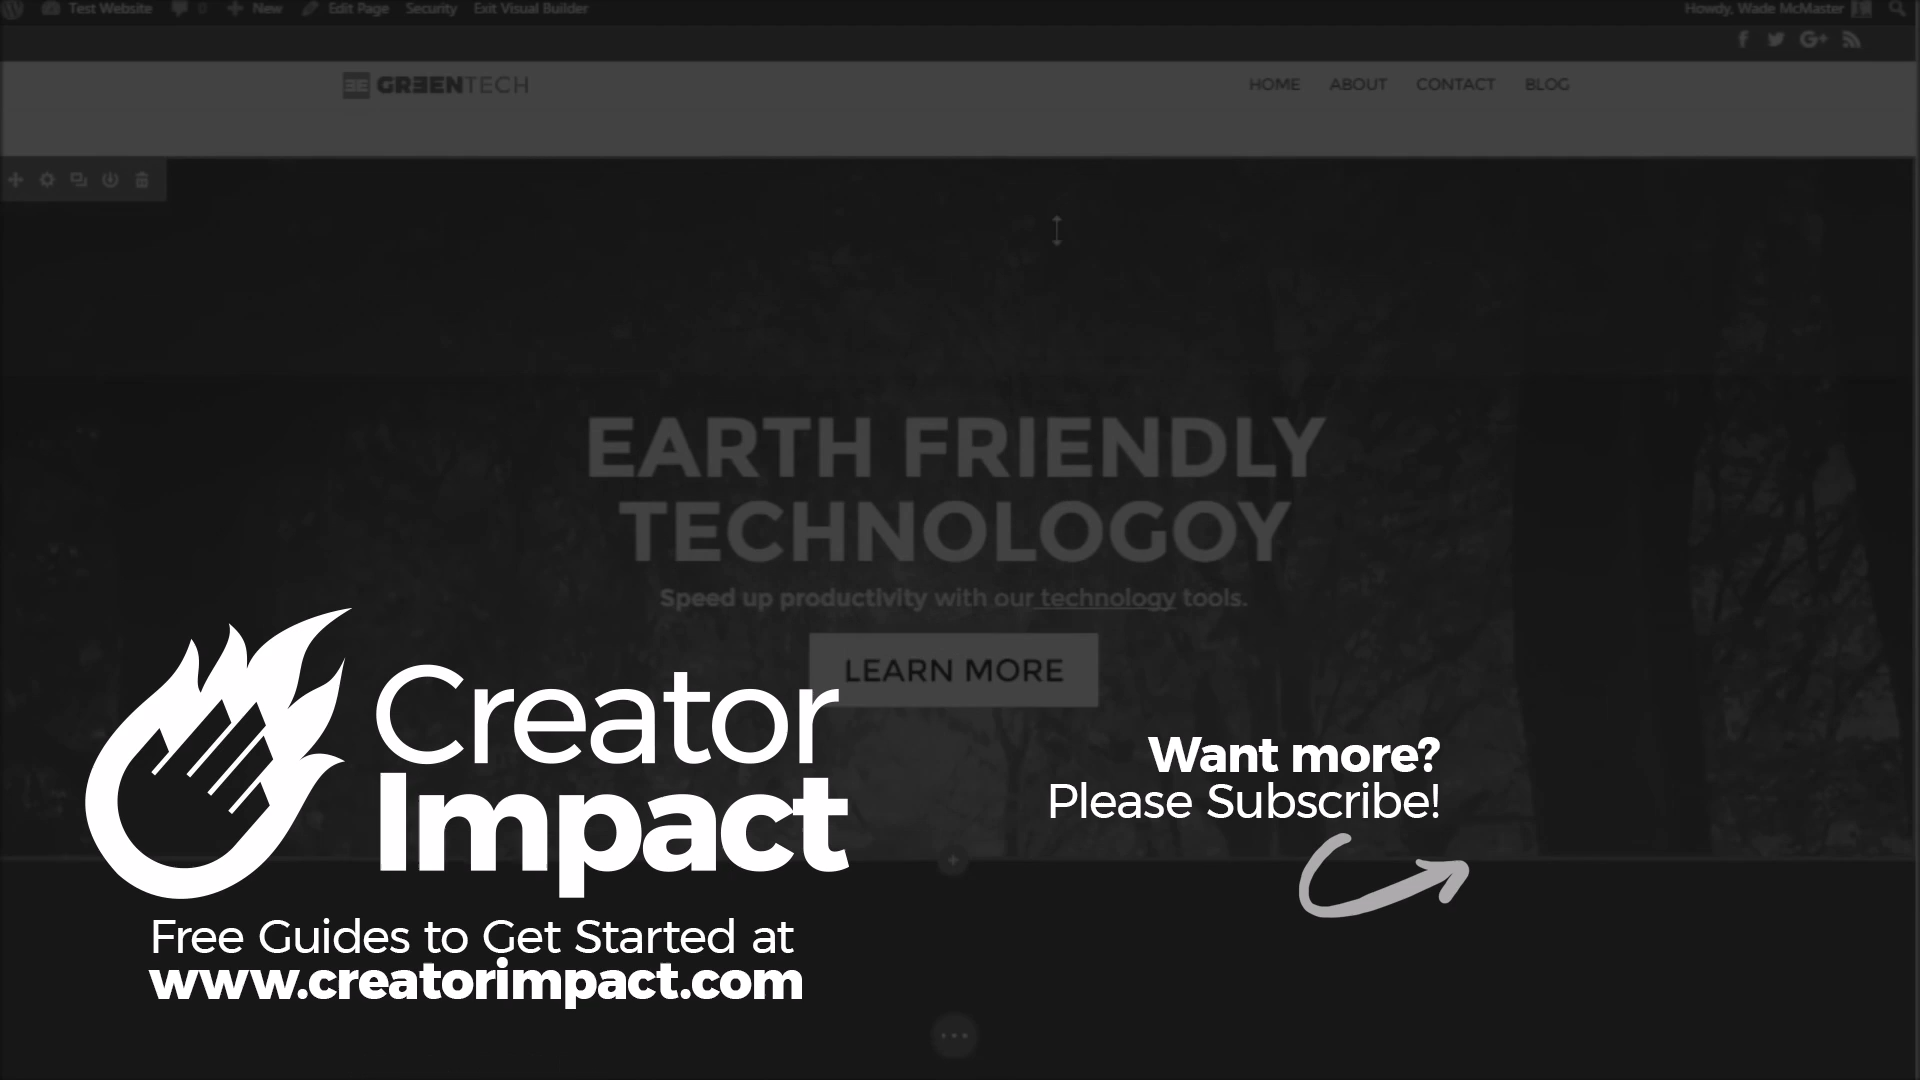 Test Website 0 New Edit Page Security Exit Visual Builder Howdy, Wade McMaster
GREENTECH HOME ABOUT CONTACT BLOG
EARTH FRIENDLY
TECHNOLOGOY
Speed up productivity with our technology tools.
LEARN MORE
Creator
Impact
Want more?
Please Subscribe!
Free Guides to Get Started at
www.creatorimpact.com